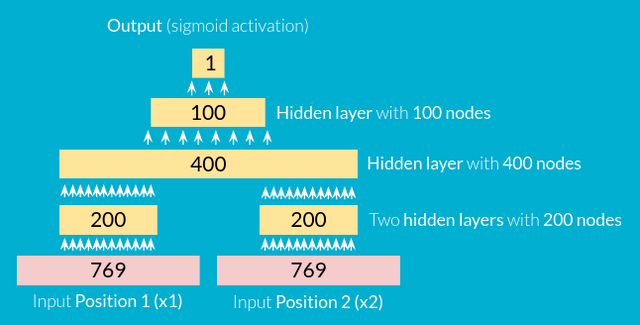 Output (sigmoid activation)
1
100
Hidden layer with 100 nodes
400
Hidden layer with 400 nodes
200
200
Two hidden layers with 200 nodes
769
769
Input Position 1 (x1)
Input Position 2 (x2)